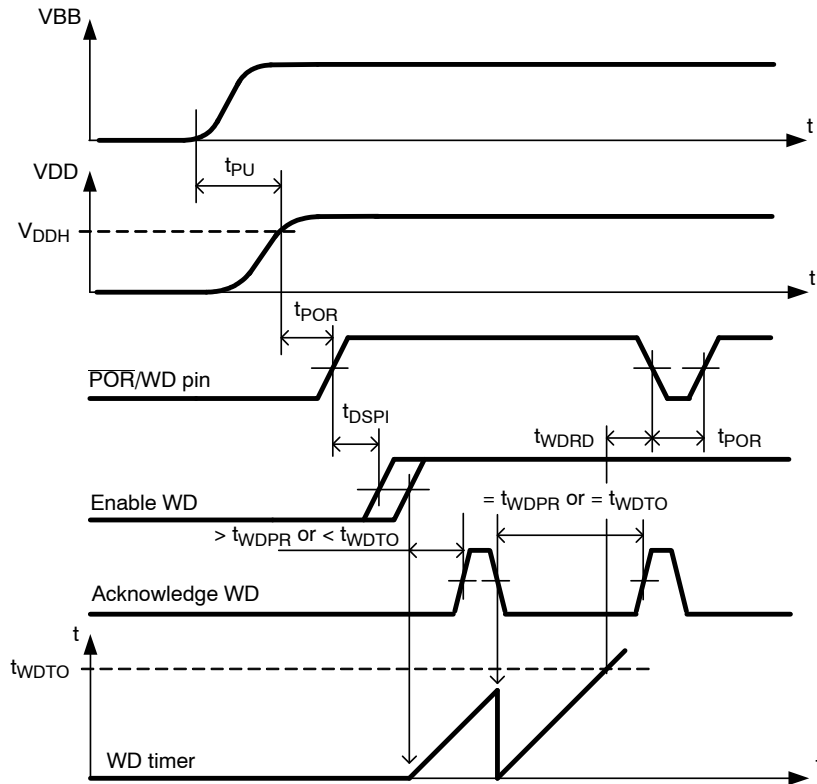 VBB
t
tPU
VDD
VDDH
t
tPOR
POR/WD pin
tDSPI
tWDRD
tPOR
Enable WD
= tWDPR or = tWDTO
> tWDPR or < tWDTO
Acknowledge WD
t
tWDTO
WD timer